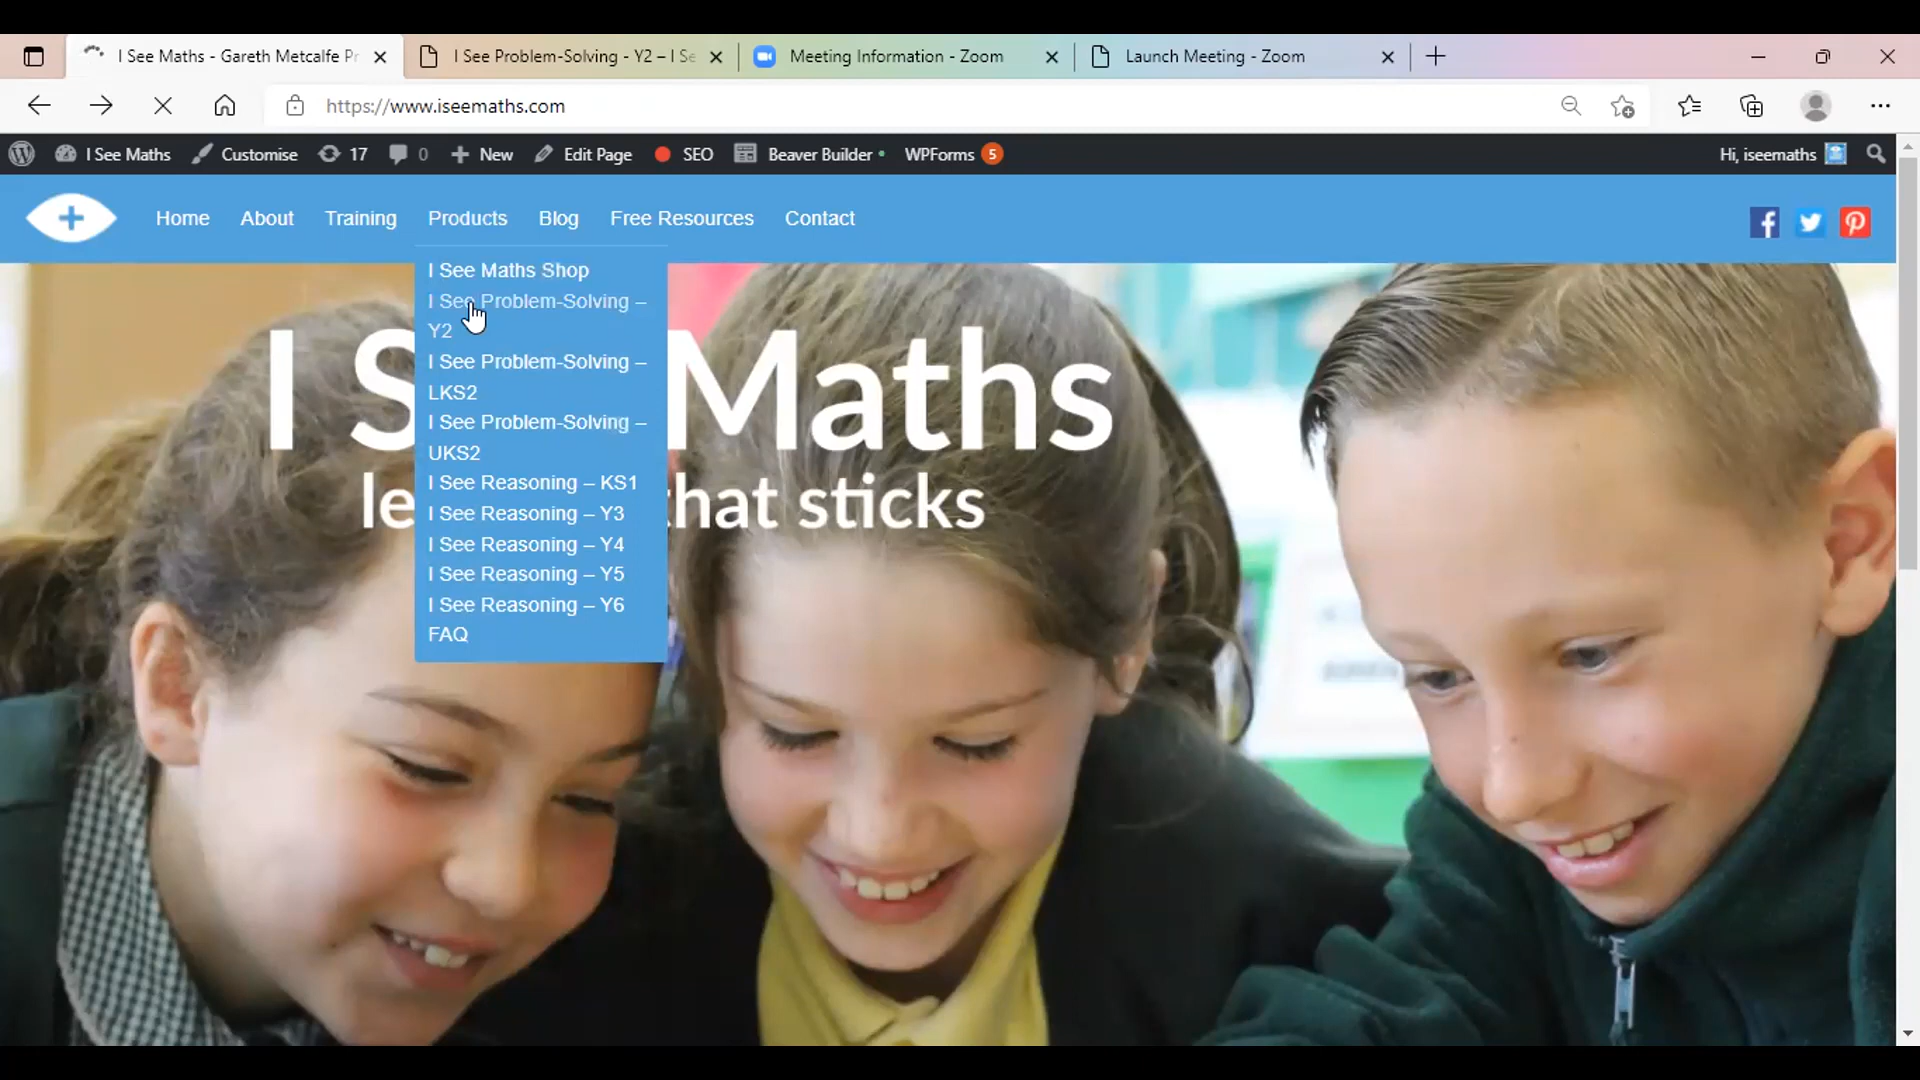 I See Maths - Gareth Metcalfe Pr
I See Problem-Solving - Y2 – I Se
Meeting Information - Zoom
Launch Meeting - Zoom
https://www.iseemaths.com
I See Maths
Customise
17
0
New
Edit Page
SEO
Beaver Builder
WPForms
5
Hi, iseemaths
Home
About
Training
Products
Blog
Free Resources
Contact
I See Maths Shop
I See Problem-Solving –
Y2
I See Problem-Solving –
LKS2
I See Problem-Solving –
UKS2
I See Reasoning – KS1
I See Reasoning – Y3
I See Reasoning – Y4
I See Reasoning – Y5
I See Reasoning – Y6
FAQ
I S Maths
le that sticks